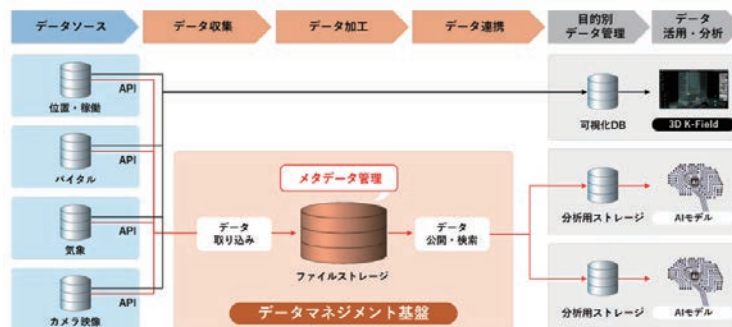 データソース
データ収集
データ加工
データ連携
目的別
データ管理
データ
活用・分析
API
位置・稼働
API
バイタル
API
気象
API
カメラ映像
メタデータ管理
データ
取り込み
ファイルストレージ
データ
公開・検索
データマネジメント基盤
可視化DB
3D K-Field
分析用ストレージ
AIモデル
分析用ストレージ
AIモデル